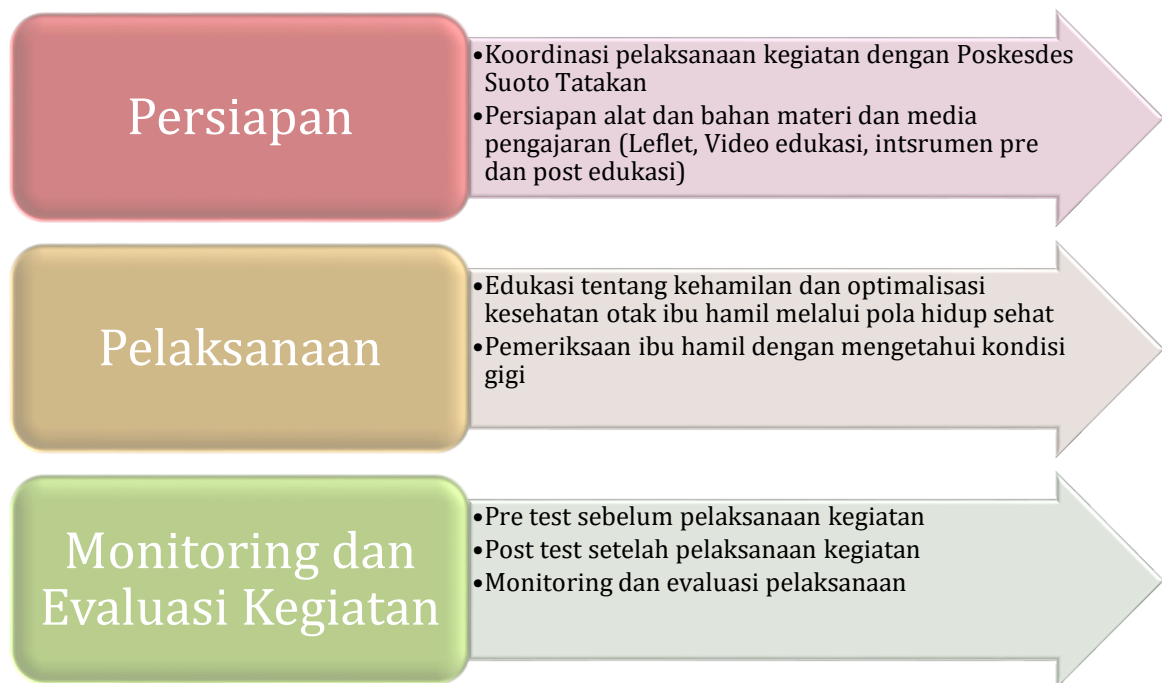 Persiapan
•Koordinasi pelaksanaan kegiatan dengan Poskesdes
Suoto Tatakan
•Persiapan alat dan bahan materi dan media
pengajaran (Leflet, Video edukasi, intsrumen pre
dan post edukasi)
Pelaksanaan
•Edukasi tentang kehamilan dan optimalisasi
kesehatan otak ibu hamil melalui pola hidup sehat
•Pemeriksaan ibu hamil dengan mengetahui kondisi
gigi
Monitoring dan
Evaluasi Kegiatan
•Pre test sebelum pelaksanaan kegiatan
•Post test setelah pelaksanaan kegiatan
•Monitoring dan evaluasi pelaksanaan